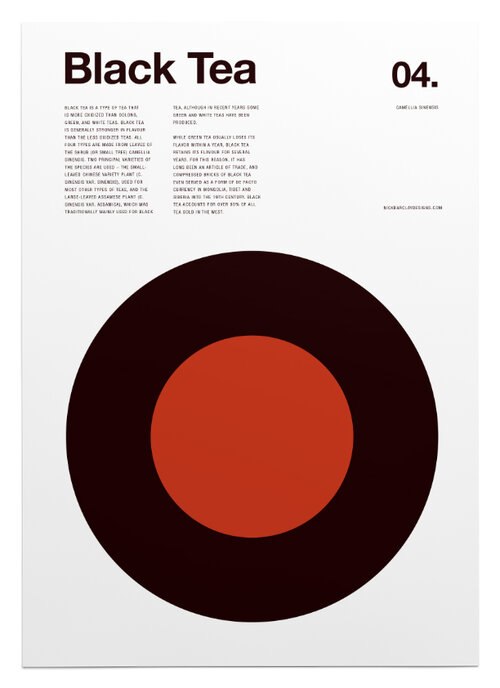 Black Tea
04.
BLACK TEA IS A TYPE OF TEA THAT
IS MORE OXIDIZED THAN OOLONG,
GREEN, AND WHITE TEAS. BLACK TEA
IS GENERALLY STRONGER IN FLAVOUR
THAN THE LESS OXIDIZED TEAS. ALL
FOUR TYPES ARE MADE FROM LEAVES OF
THE SHRUB (OR SMALL TREE) CAMELLIA
SINENSIS. TWO PRINCIPAL VARIETIES OF
THE SPECIES ARE USED – THE SMALL-
LEAVED CHINESE VARIETY PLANT (C.
SINENSIS VAR. SINENSIS), USED FOR
MOST OTHER TYPES OF TEAS, AND THE
LARGE-LEAVED ASSAMESE PLANT (C.
SINENSIS VAR. ASSAMICA), WHICH WAS
TRADITIONALLY MAINLY USED FOR BLACK
TEA, ALTHOUGH IN RECENT YEARS SOME
GREEN AND WHITE TEAS HAVE BEEN
PRODUCED.
WHILE GREEN TEA USUALLY LOSES ITS
FLAVOR WITHIN A YEAR, BLACK TEA
RETAINS ITS FLAVOUR FOR SEVERAL
YEARS. FOR THIS REASON, IT HAS
LONG BEEN AN ARTICLE OF TRADE, AND
COMPRESSED BRICKS OF BLACK TEA
EVEN SERVED AS A FORM OF DE FACTO
CURRENCY IN MONGOLIA, TIBET AND
SIBERIA INTO THE 19TH CENTURY. BLACK
TEA ACCOUNTS FOR OVER 90% OF ALL
TEA SOLD IN THE WEST.
CAMELLIA SINENSIS.
NICKBARCLAYDESIGNS.COM